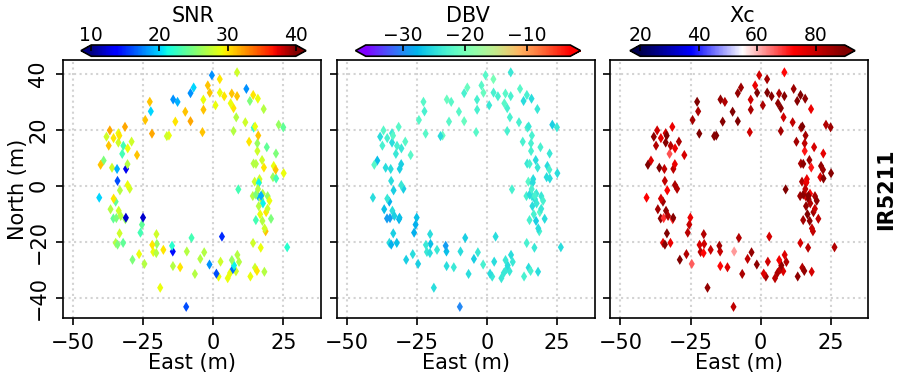 SNR DBV Xc
10 20 30 40 −30 −20 −10 20 40 60 80
40
20
0
−20
−40
North (m)
IR5211
−50 −25 0 25 −50 −25 0 25 −50 −25 0 25
East (m) East (m) East (m)